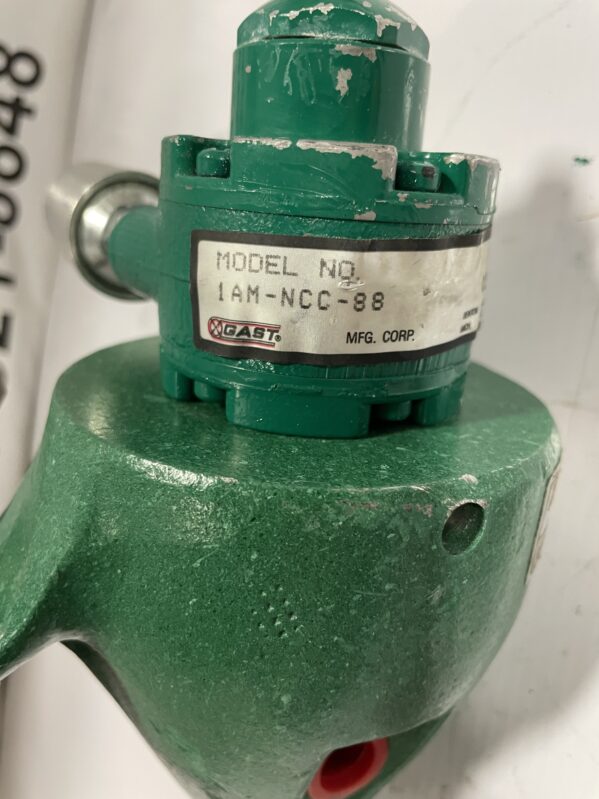 MODEL NO.
1AM-NCC-88
GAST®
MFG. CORP.